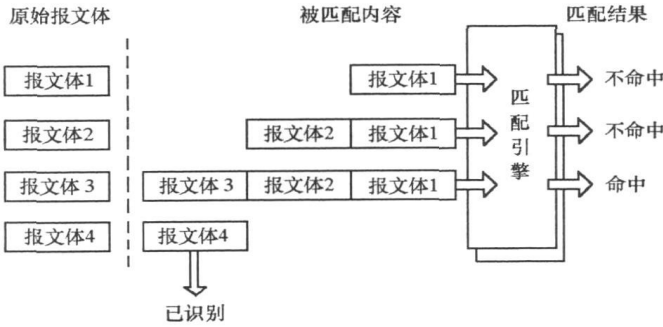 原始报文体 被匹配内容 匹配结果
报文体1 报文体1 不命中
报文体2 报文体2 报文体1 不命中
报文体3 报文体3 报文体2 报文体1 命中
报文体4 报文体4
匹配引擎
已识别